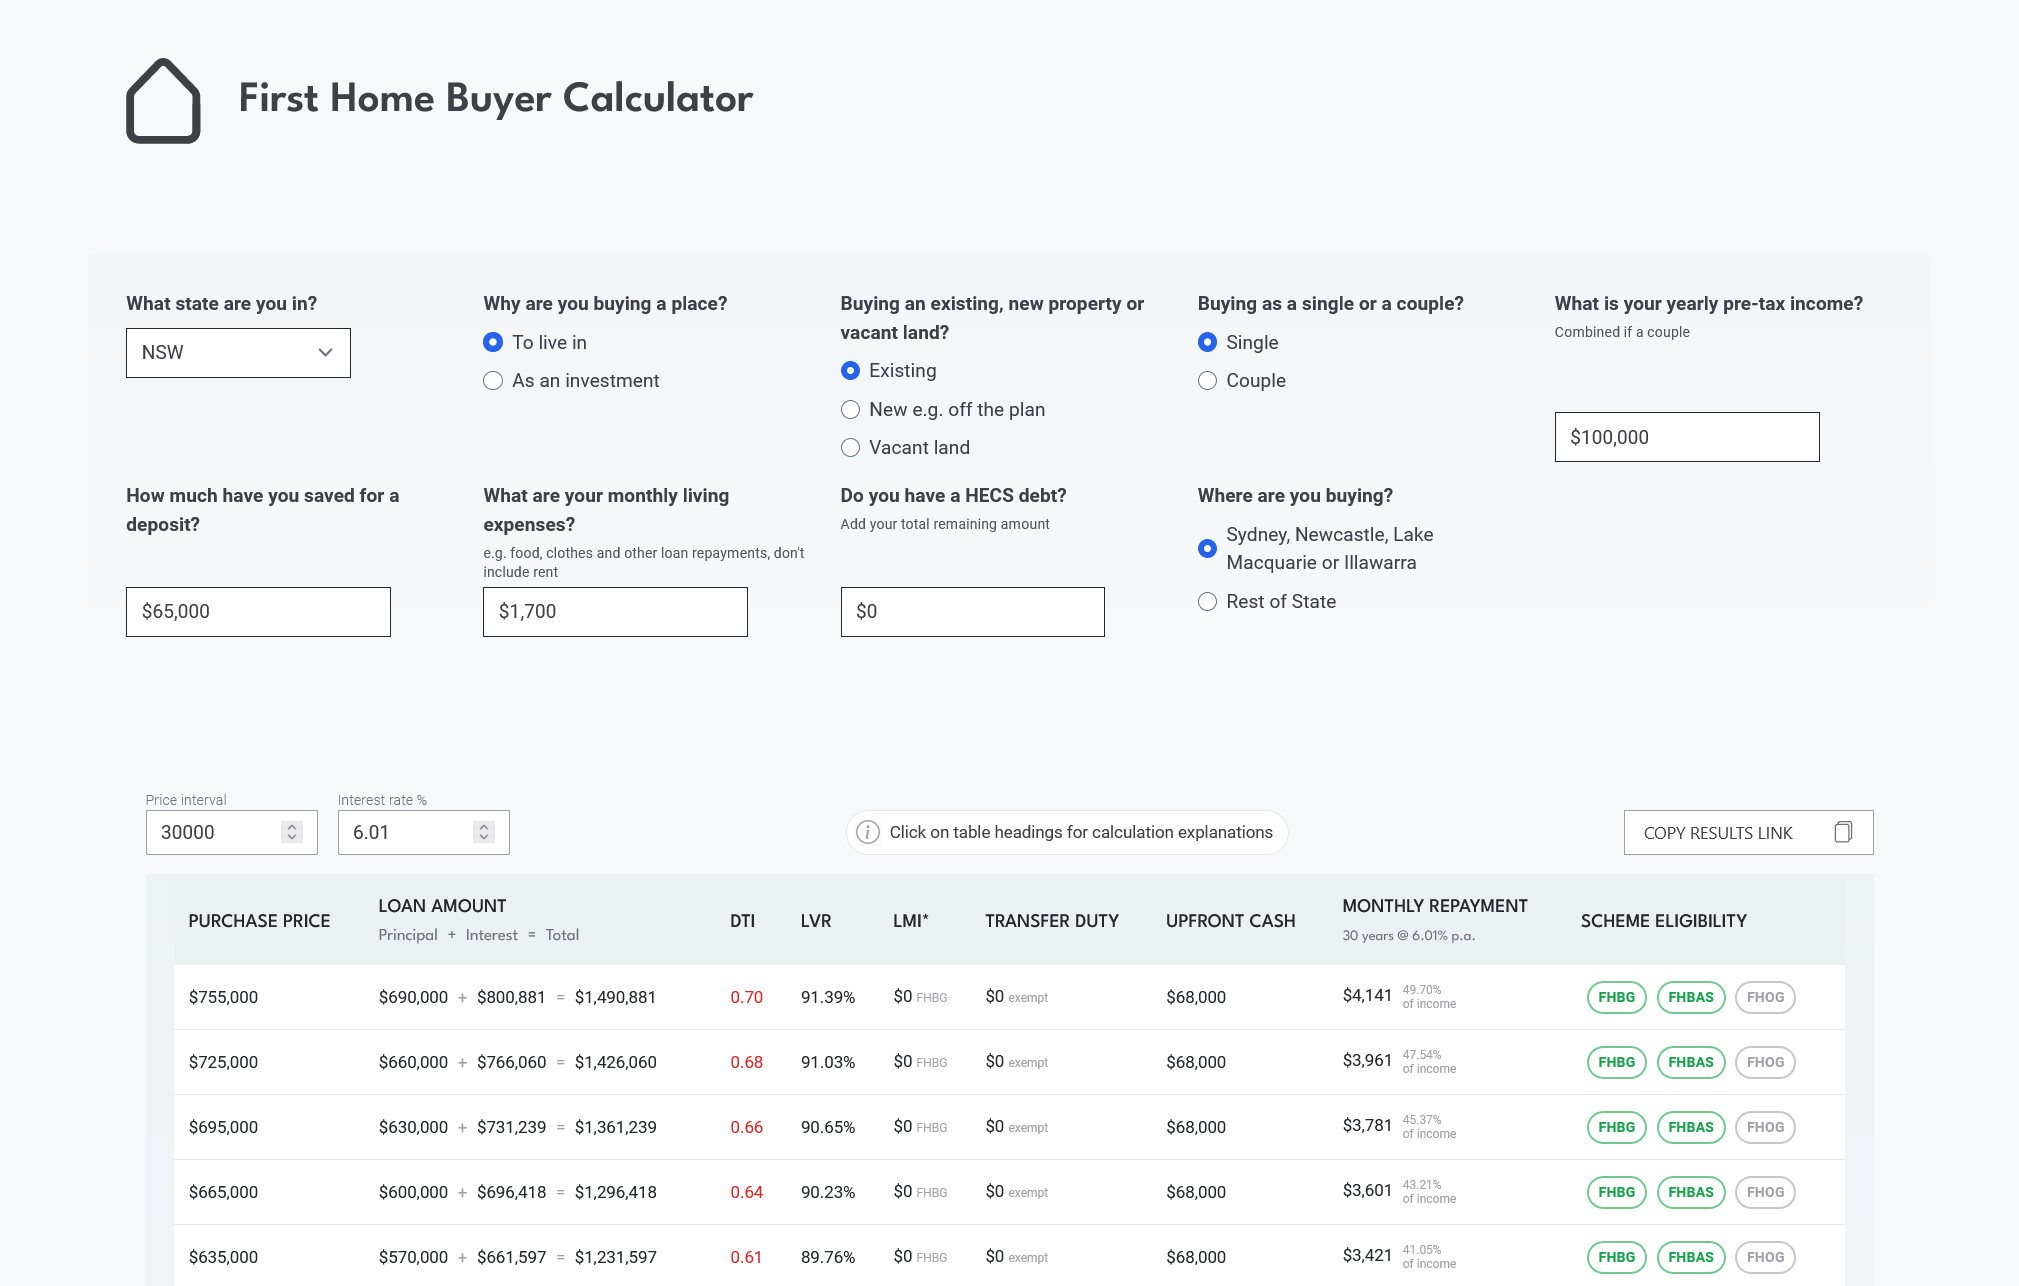 First Home Buyer Calculator
What state are you in?
NSW
Why are you buying a place?
To live in
As an investment
Buying an existing, new property or
vacant land?
Existing
New e.g. off the plan
Vacant land
Buying as a single or a couple?
Single
Couple
What is your yearly pre-tax income?
Combined if a couple
$100,000
How much have you saved for a
deposit?
$65,000
What are your monthly living
expenses?
e.g. food, clothes and other loan repayments, don't
include rent
$1,700
Do you have a HECS debt?
Add your total remaining amount
$0
Where are you buying?
Sydney, Newcastle, Lake
Macquarie or Illawarra
Rest of State
Price interval
30000
Interest rate %
6.01
Click on table headings for calculation explanations
COPY RESULTS LINK
PURCHASE PRICE
LOAN AMOUNT
Principal + Interest = Total
DTI
LVR
LMI*
TRANSFER DUTY
UPFRONT CASH
MONTHLY REPAYMENT
30 years @ 6.01% p.a.
SCHEME ELIGIBILITY
$755,000 $690,000 + $800,881 = $1,490,881 0.70 91.39% $0 FHBG $0 exempt $68,000 $4,141 49.70% of income FHBG FHBAS FHOG
$725,000 $660,000 + $766,060 = $1,426,060 0.68 91.03% $0 FHBG $0 exempt $68,000 $3,961 47.54% of income FHBG FHBAS FHOG
$695,000 $630,000 + $731,239 = $1,361,239 0.66 90.65% $0 FHBG $0 exempt $68,000 $3,781 45.37% of income FHBG FHBAS FHOG
$665,000 $600,000 + $696,418 = $1,296,418 0.64 90.23% $0 FHBG $0 exempt $68,000 $3,601 43.21% of income FHBG FHBAS FHOG
$635,000 $570,000 + $661,597 = $1,231,597 0.61 89.76% $0 FHBG $0 exempt $68,000 $3,421 41.05% of income FHBG FHBAS FHOG